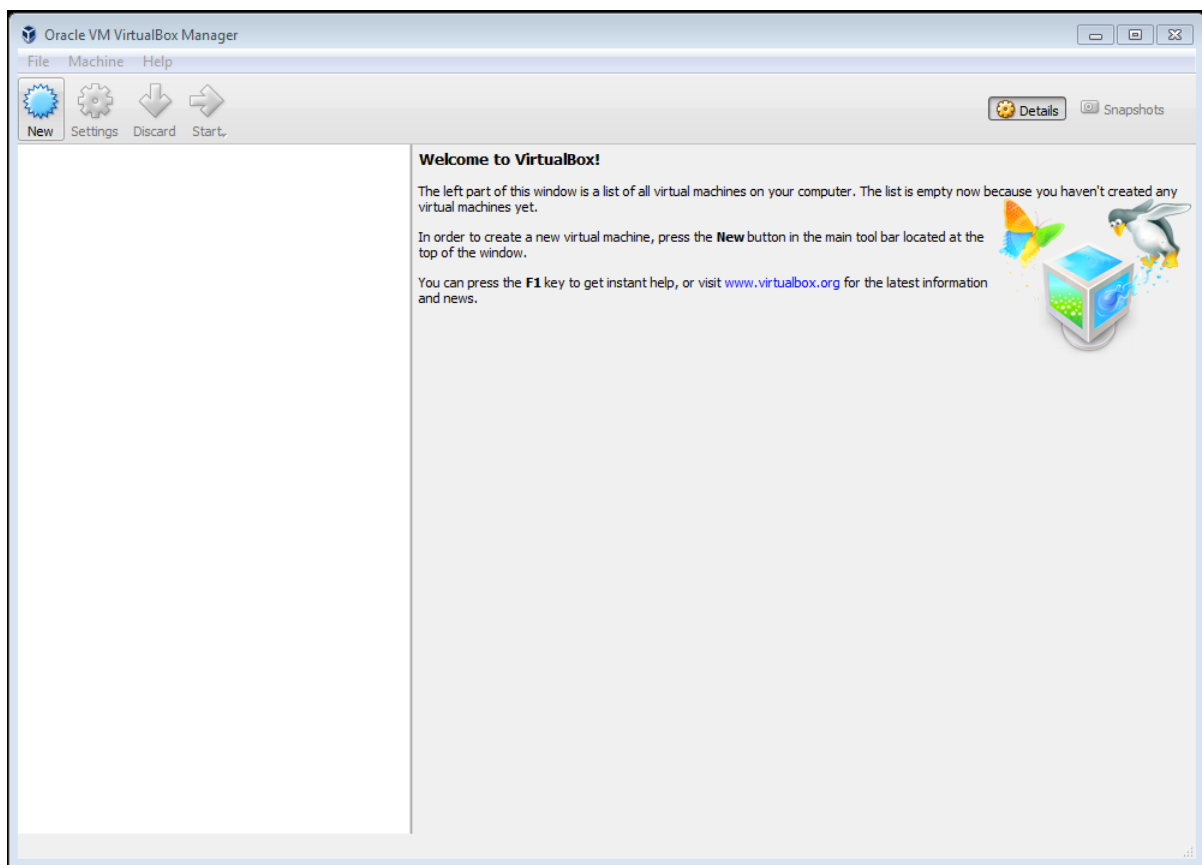 Oracle VM VirtualBox Manager
File Machine Help
New Settings Discard Start
Details Snapshots
Welcome to VirtualBox!
The left part of this window is a list of all virtual machines on your computer. The list is empty now because you haven't created any
virtual machines yet.
In order to create a new virtual machine, press the New button in the main tool bar located at the
top of the window.
You can press the F1 key to get instant help, or visit www.virtualbox.org for the latest information
and news.